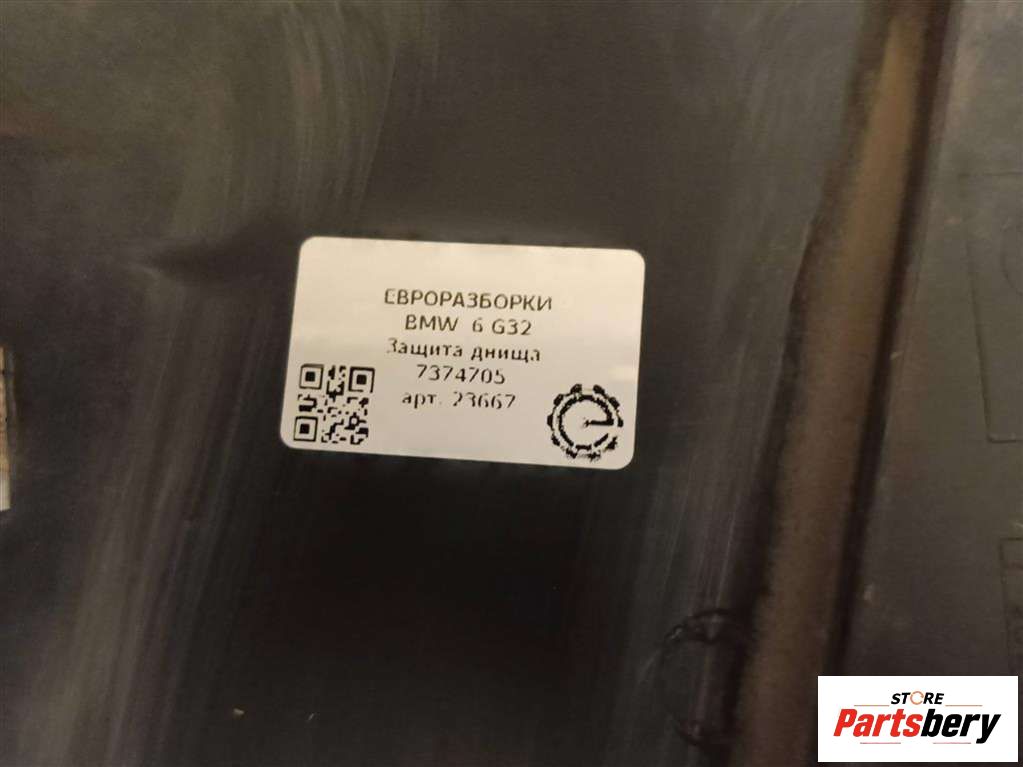 ЕВРОРАЗБОРКИ
BMW 6 G32
Защита днища
7374705
арт. 23667
STORE
Partsbery